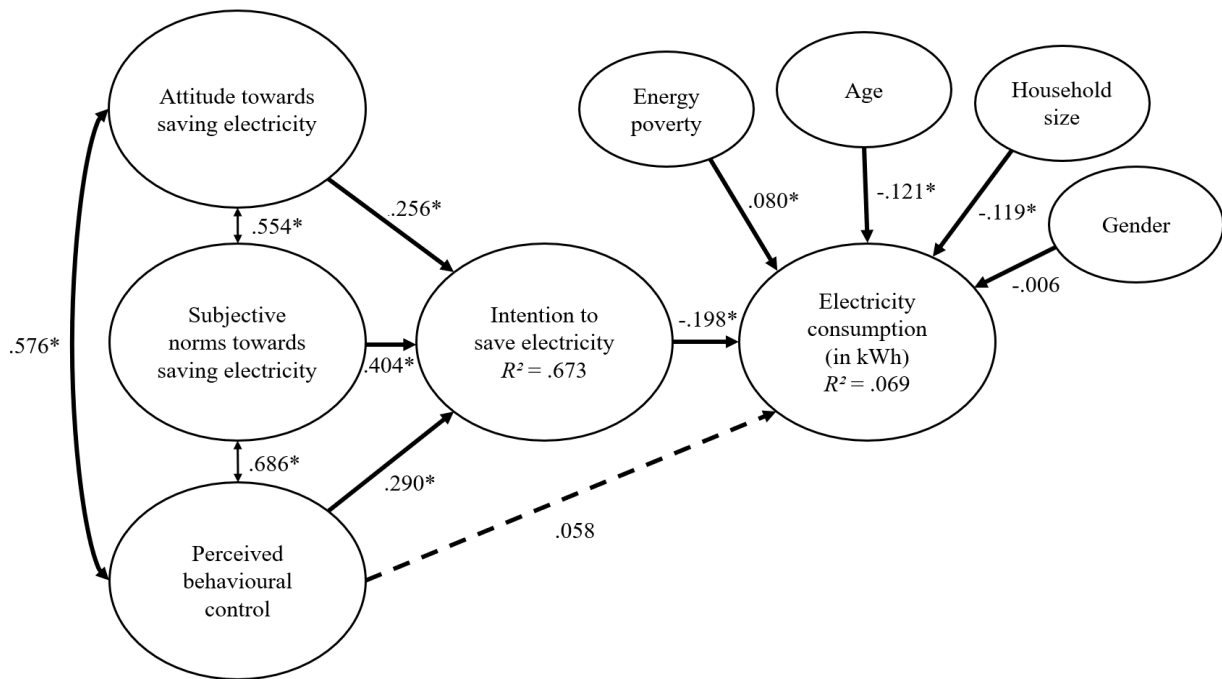 Attitude towards
saving electricity
Energy
poverty
Age
Household
size
Gender
.256*
.080*
-.121*
-.119*
-.006
.554*
Subjective
norms towards
saving electricity
.576*
.404*
Intention to
save electricity
R² = .673
-.198*
Electricity
consumption
(in kWh)
R² = .069
.686*
.290*
.058
Perceived
behavioural
control